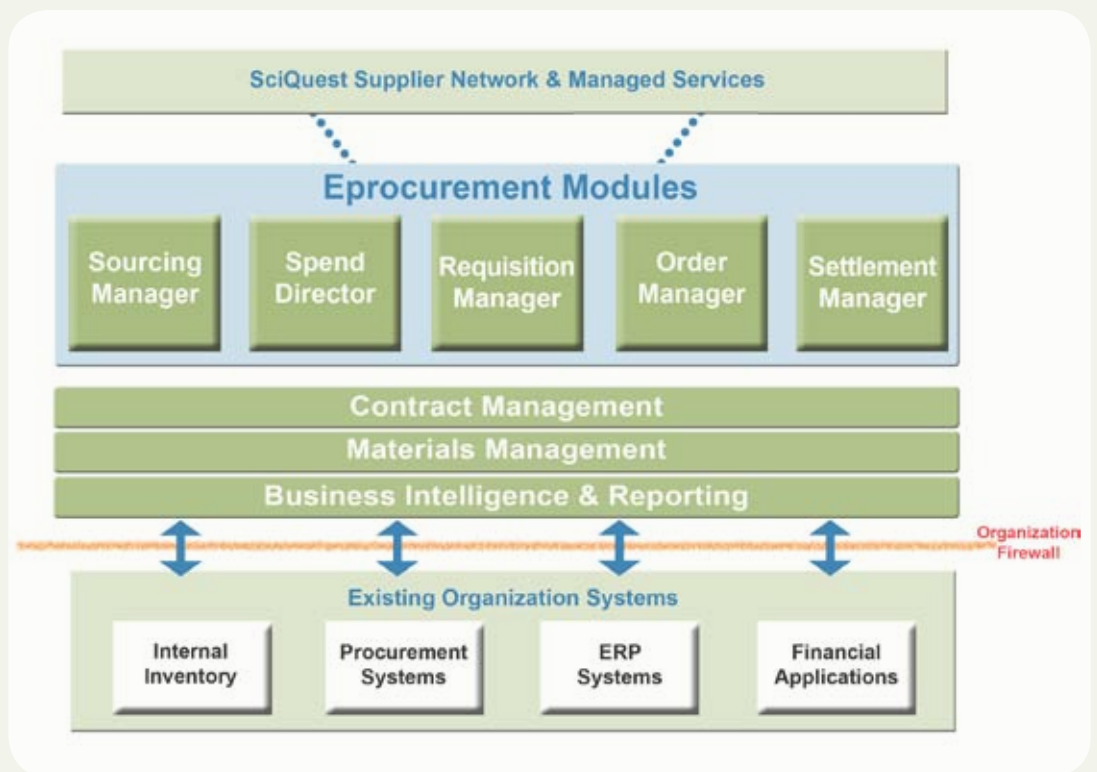 SciQuest Supplier Network & Managed Services
Eprocurement Modules
Sourcing
Manager
Spend
Director
Requisition
Manager
Order
Manager
Settlement
Manager
Contract Management
Materials Management
Business Intelligence & Reporting
Organization
Firewall
Existing Organization Systems
Internal
Inventory
Procurement
Systems
ERP
Systems
Financial
Applications